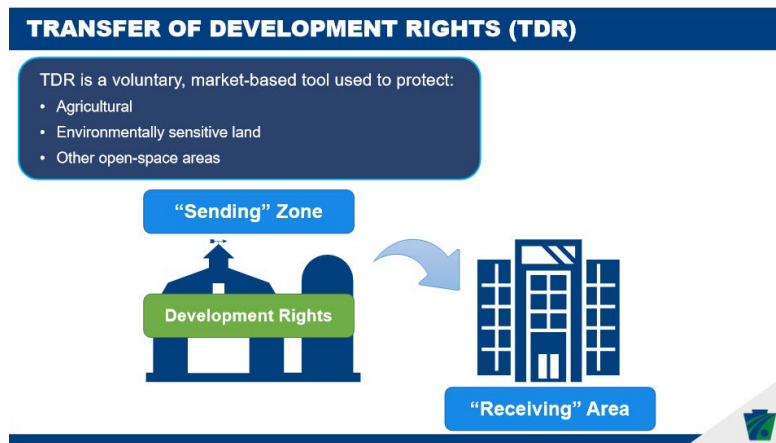 TRANSFER OF DEVELOPMENT RIGHTS (TDR)
TDR is a voluntary, market-based tool used to protect:
• Agricultural
• Environmentally sensitive land
• Other open-space areas
“Sending” Zone
Development Rights
“Receiving” Area